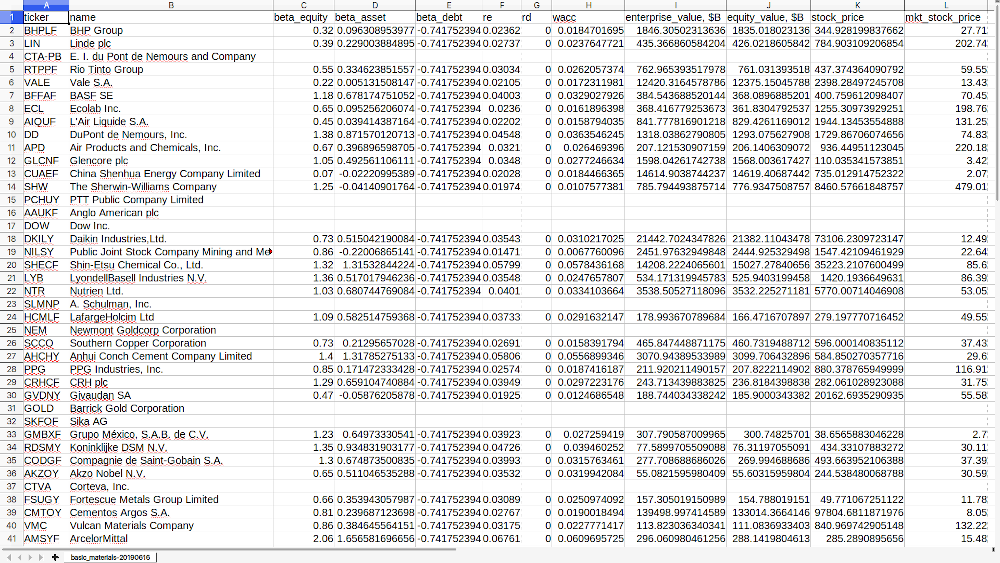 A B C D E F G H I J K L
1 ticker name beta_equity beta_asset beta_debt re rd wacc enterprise_value, $B equity_value, $B stock_price mkt_stock_price
2 BHPLF BHP Group 0.32 0.096308953977 -0.741752394 0.02362 0 0.0184701695 1846.30502313636 1835.018023136 344.928199837662 27.71
3 LIN Linde plc 0.39 0.229003884895 -0.741752394 0.02737 0 0.0237647721 435.366860584204 426.0218605842 784.903109206854 202.74
4 CTA-PB E. I. du Pont de Nemours and Company
5 RTPPF Rio Tinto Group 0.55 0.334623851557 -0.741752394 0.03034 0 0.0262057374 762.965393517978 761.031393518 437.374364090792 59.55
6 VALE Vale S.A. 0.22 0.005131508147 -0.741752394 0.02105 0 0.0172311981 12420.3164578786 12375.15045788 2398.28497245708 13.43
7 BFFAF BASF SE 1.18 0.678174751052 -0.741752394 0.04003 0 0.0329027926 384.543688520144 368.0896885201 400.759612098407 70.45
8 ECL Ecolab Inc. 0.65 0.095256206074 -0.741752394 0.0236 0 0.0161896398 368.416779253673 361.8304792537 1255.30973929251 198.76
9 AIQUF L'Air Liquide S.A. 0.45 0.039414387164 -0.741752394 0.02202 0 0.0158794035 841.777816901218 829.4261169012 1944.13453554888 131.25
10 DD DuPont de Nemours, Inc. 1.38 0.871570120713 -0.741752394 0.04548 0 0.0363546245 1318.03862790805 1293.075627908 1729.86706074656 74.83
11 APD Air Products and Chemicals, Inc. 0.67 0.396898598705 -0.741752394 0.0321 0 0.026469396 207.121530907159 206.1406309072 936.44951123045 220.18
12 GLCNF Glencore plc 1.05 0.492561106111 -0.741752394 0.0348 0 0.0277246634 1598.04261742738 1568.003617427 110.035341573851 3.42
13 CUAEF China Shenhua Energy Company Limited 0.07 -0.02220995389 -0.741752394 0.02028 0 0.0184466365 14614.9038744237 14619.40687442 735.012914752322 2.07
14 SHW The Sherwin-Williams Company 1.25 -0.04140901764 -0.741752394 0.01974 0 0.0107577381 785.794493875714 776.9347508757 8460.57661848757 479.01
15 PCHUY PTT Public Company Limited
16 AAUKF Anglo American plc
17 DOW Dow Inc.
18 DKILY Daikin Industries,Ltd. 0.73 0.515042190084 -0.741752394 0.03543 0 0.0310217025 21442.7024347826 21382.11043478 73106.2309723147 12.49
19 NILSY Public Joint Stock Company Mining and Me 0.86 -0.22006865141 -0.741752394 0.01471 0 0.0067760096 2451.97632529498 2444.925329498 1547.42109299641 22.64
20 SHECF Shin-Etsu Chemical Co., Ltd. 1.32 1.31532844224 -0.741752394 0.05799 0 0.0578436168 14208.2224065601 15027.27840656 35223.2107600499 85.6
21 LYB LyondellBasell Industries N.V. 1.36 0.517017946236 -0.741752394 0.03548 0 0.0247657807 534.171319945783 525.9403199458 1420.1936649631 86.39
22 NTR Nutrien Ltd. 1.03 0.680744769084 -0.741752394 0.0401 0 0.0334103664 3538.50527118096 3532.225271181 5770.00714046908 53.05
23 SLMNP A. Schulman, Inc.
24 HCMLF LafargeHolcim Ltd 1.09 0.582514759368 -0.741752394 0.03733 0 0.0291632147 178.993670789684 166.4716707897 279.197770716452 49.55
25 NEM Newmont Goldcorp Corporation
26 SCCO Southern Copper Corporation 0.73 0.21295657028 -0.741752394 0.02691 0 0.0158391794 465.847448871175 460.7319488712 596.000140835112 37.43
27 AHCHY Anhui Conch Cement Company Limited 1.4 1.31785275133 -0.741752394 0.05806 0 0.0556899346 3070.94389533989 3099.706432896 584.850270357716 29.6
28 PPG PPG Industries, Inc. 0.85 0.171472333428 -0.741752394 0.02574 0 0.0187416187 211.920211490157 207.8222114902 880.378765949999 116.91
29 CRHCF CRH plc 1.29 0.659104740884 -0.741752394 0.03949 0 0.0297223176 243.713439883825 236.8184398838 282.061028923088 31.75
30 GVDNY Givaudan SA 0.47 -0.05876205878 -0.741752394 0.01925 0 0.0124686548 188.744034338242 185.9000343382 20162.6935290935 55.58
31 GOLD Barrick Gold Corporation
32 SKFOF Sika AG
33 GMBXF Grupo México, S.A.B. de C.V. 1.23 0.64973330541 -0.741752394 0.03923 0 0.027259419 307.790587009965 300.74825701 38.6565883046228 2.7
34 RDSMY Koninklijke DSM N.V. 1.35 0.934831903177 -0.741752394 0.04726 0 0.039460252 77.5899705509088 76.31197055091 434.33107883272 30.11
35 CODGF Compagnie de Saint-Gobain S.A. 1.3 0.674873500835 -0.741752394 0.03993 0 0.0315763461 277.708688686026 269.994688686 493.663952106388 37.39
36 AKZOY Akzo Nobel N.V. 0.65 0.511046535288 -0.741752394 0.03532 0 0.0319942084 55.0821595980409 55.60315959804 244.538480068788 30.59
37 CTVA Corteva, Inc.
38 FSUGY Fortescue Metals Group Limited 0.66 0.353943057987 -0.741752394 0.03089 0 0.0250974092 157.305019150989 154.788019151 49.771067251122 11.78
39 CMTOY Cementos Argos S.A. 0.81 0.239687123698 -0.741752394 0.02767 0 0.0190018494 139498.997414589 133014.3664146 97804.6811871976 8.05
40 VMC Vulcan Materials Company 0.86 0.384645564151 -0.741752394 0.03175 0 0.0227771417 113.823036340341 111.0836933403 840.969742905148 132.22
41 AMSYF ArcelorMittal 2.06 1.656581696656 -0.741752394 0.06761 0 0.0609695725 296.060980461256 288.1419804613 285.2890895656 15.48
basic_materials-20190616